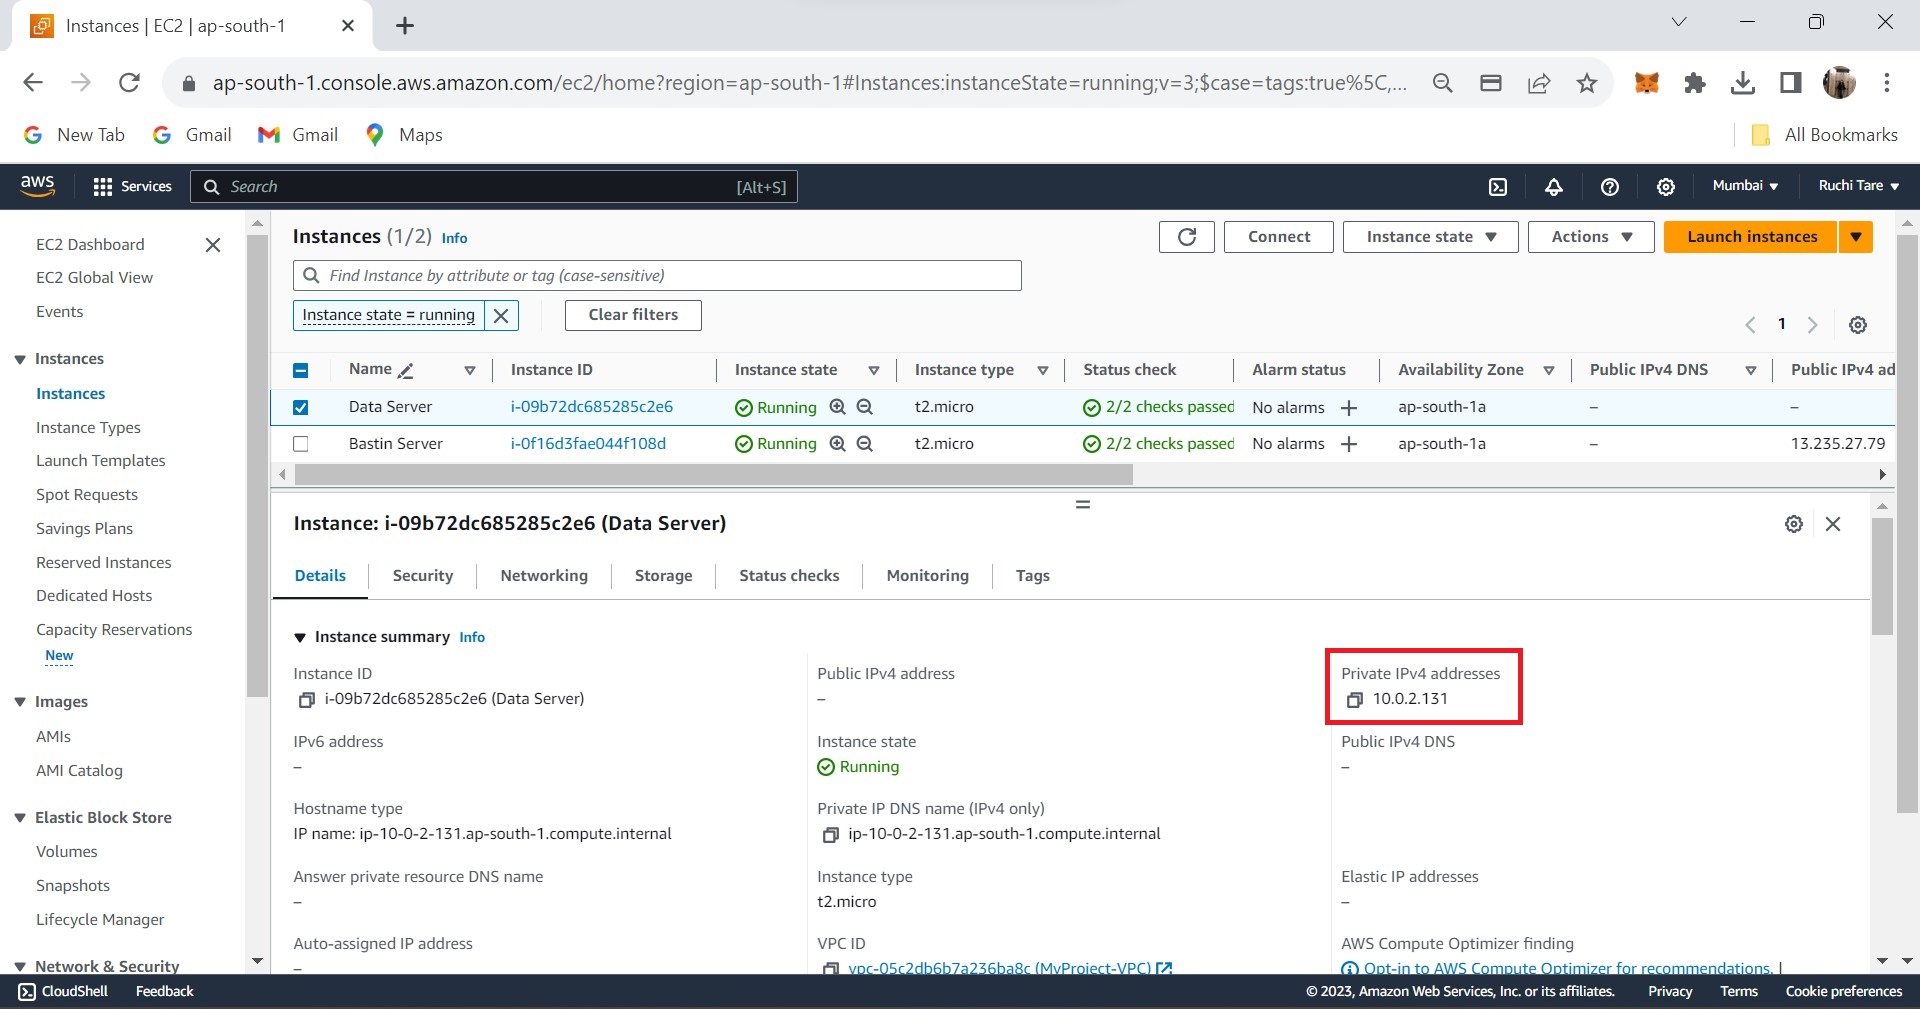 Instances | EC2 | ap-south-1
ap-south-1.console.aws.amazon.com/ec2/home?region=ap-south-1#Instances:instanceState=running;v=3;$case=tags:true%5C,...
New Tab Gmail Gmail Maps All Bookmarks
aws Services Search [Alt+S] Mumbai Ruchi Tare
EC2 Dashboard
EC2 Global View
Events
Instances
Instances
Instance Types
Launch Templates
Spot Requests
Savings Plans
Reserved Instances
Dedicated Hosts
Capacity Reservations
New
Images
AMIs
AMI Catalog
Elastic Block Store
Volumes
Snapshots
Lifecycle Manager
Network & Security
Instances (1/2) Info Connect Instance state Actions Launch instances
Find Instance by attribute or tag (case-sensitive)
Instance state = running Clear filters
1
Name Instance ID Instance state Instance type Status check Alarm status Availability Zone Public IPv4 DNS Public IPv4 ad
Data Server i-09b72dc685285c2e6 Running t2.micro 2/2 checks passed No alarms + ap-south-1a – –
Bastin Server i-0f16d3fae044f108d Running t2.micro 2/2 checks passed No alarms + ap-south-1a – 13.235.27.79
Instance: i-09b72dc685285c2e6 (Data Server)
Details Security Networking Storage Status checks Monitoring Tags
Instance summary Info
Instance ID
i-09b72dc685285c2e6 (Data Server)
Public IPv4 address
–
Private IPv4 addresses
10.0.2.131
IPv6 address
–
Instance state
Running
Public IPv4 DNS
–
Hostname type
IP name: ip-10-0-2-131.ap-south-1.compute.internal
Private IP DNS name (IPv4 only)
ip-10-0-2-131.ap-south-1.compute.internal
Answer private resource DNS name
–
Instance type
t2.micro
Elastic IP addresses
–
Auto-assigned IP address
–
VPC ID
vpc-05c2db6b7a236ba8c (MyProject-VPC)
AWS Compute Optimizer finding
Opt-in to AWS Compute Optimizer for recommendations. |
CloudShell Feedback © 2023, Amazon Web Services, Inc. or its affiliates. Privacy Terms Cookie preferences